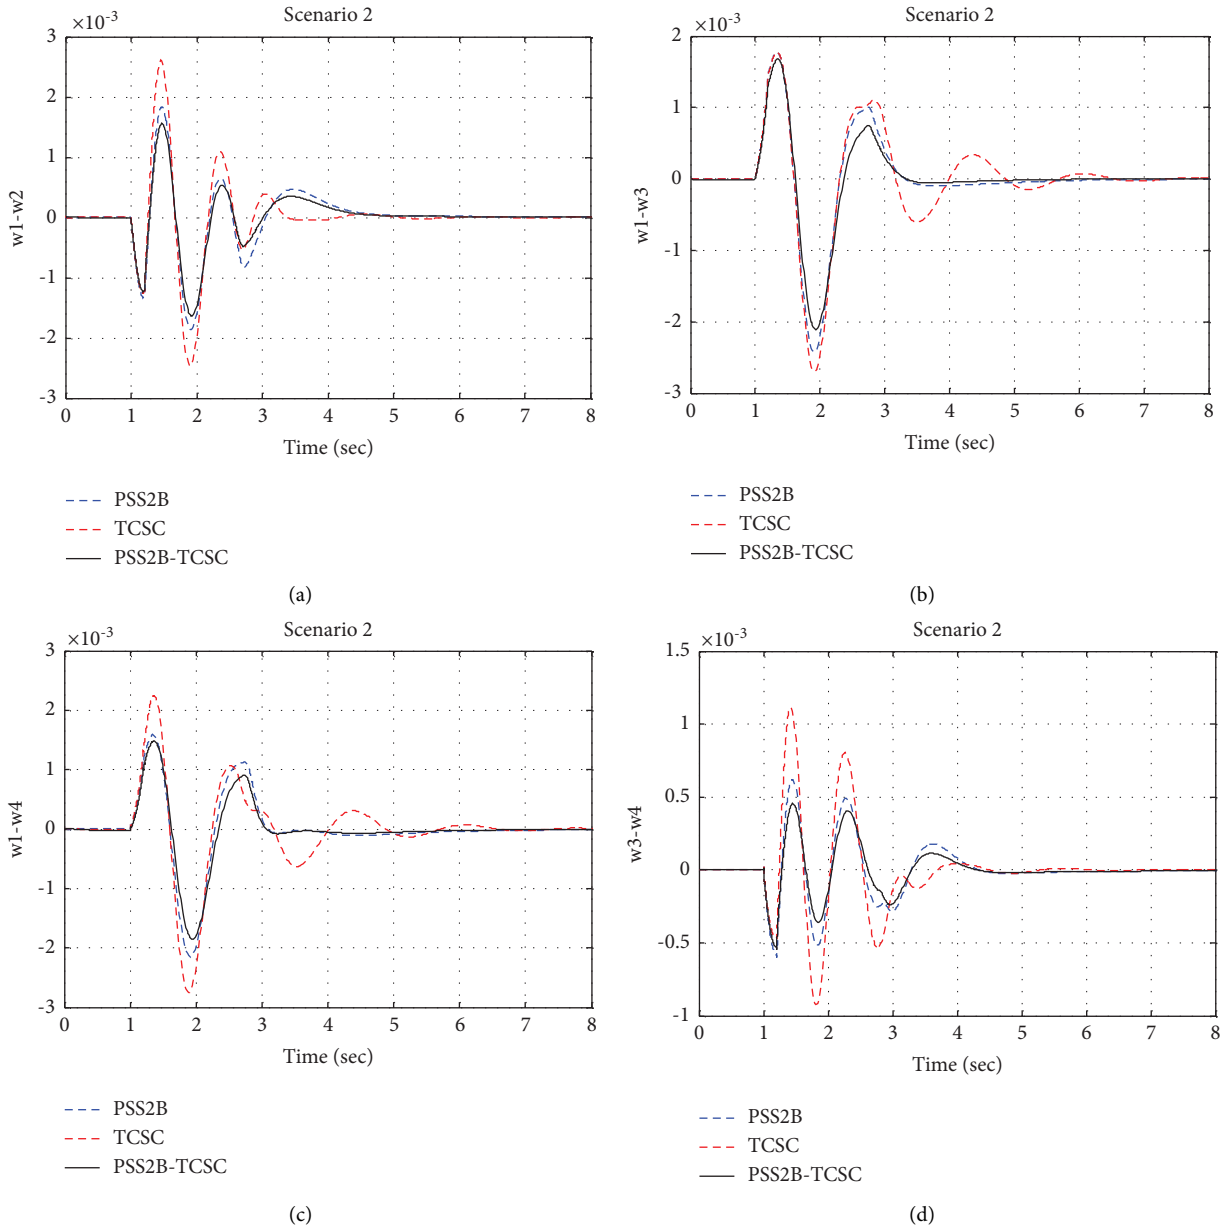 Scenario 2
×10-3
3
2
1
0
-1
-2
-3
w1-w2
0 1 2 3 4 5 6 7 8
Time (sec)
PSS2B
TCSC
PSS2B-TCSC
(a)
Scenario 2
×10-3
2
1
0
-1
-2
-3
w1-w3
0 1 2 3 4 5 6 7 8
Time (sec)
PSS2B
TCSC
PSS2B-TCSC
(b)
Scenario 2
×10-3
3
2
1
0
-1
-2
-3
w1-w4
0 1 2 3 4 5 6 7 8
Time (sec)
PSS2B
TCSC
PSS2B-TCSC
(c)
Scenario 2
×10-3
1.5
1
0.5
0
-0.5
-1
w3-w4
0 1 2 3 4 5 6 7 8
Time (sec)
PSS2B
TCSC
PSS2B-TCSC
(d)